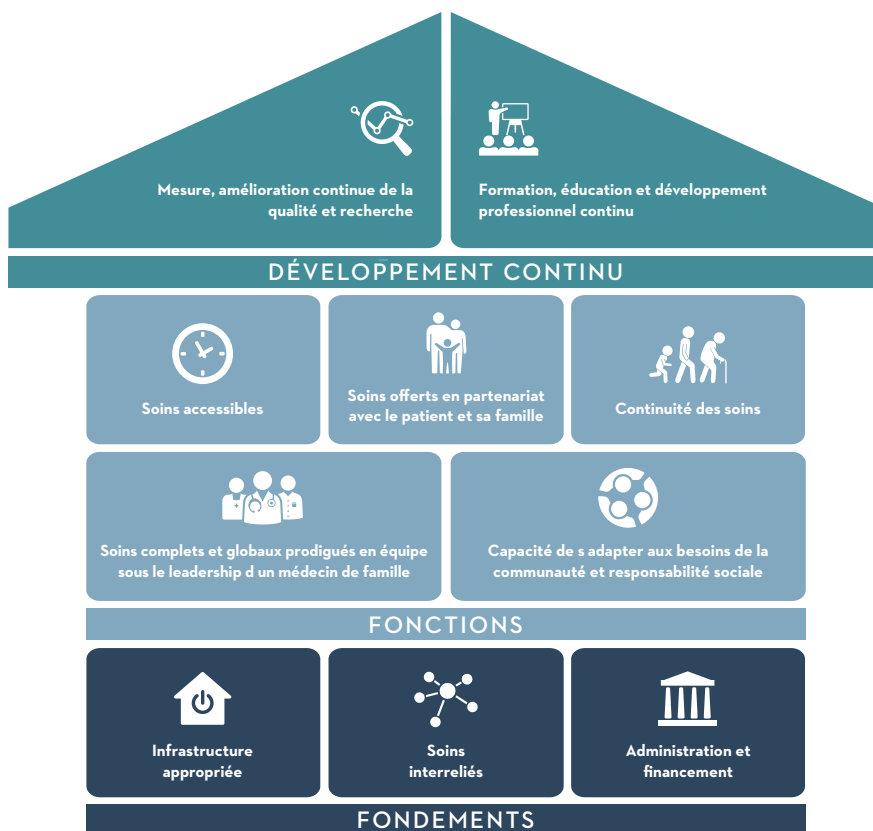 Mesure, amélioration continue de la
qualité et recherche
Formation, éducation et développement
professionnel continu
DÉVELOPPEMENT CONTINU
Soins accessibles
Soins offerts en partenariat
avec le patient et sa famille
Continuité des soins
Soins complets et globaux prodigués en équipe
sous le leadership d un médecin de famille
Capacité de s adapter aux besoins de la
communauté et responsabilité sociale
FONCTIONS
Infrastructure
appropriée
Soins
interreliés
Administration et
financement
FONDEMENTS